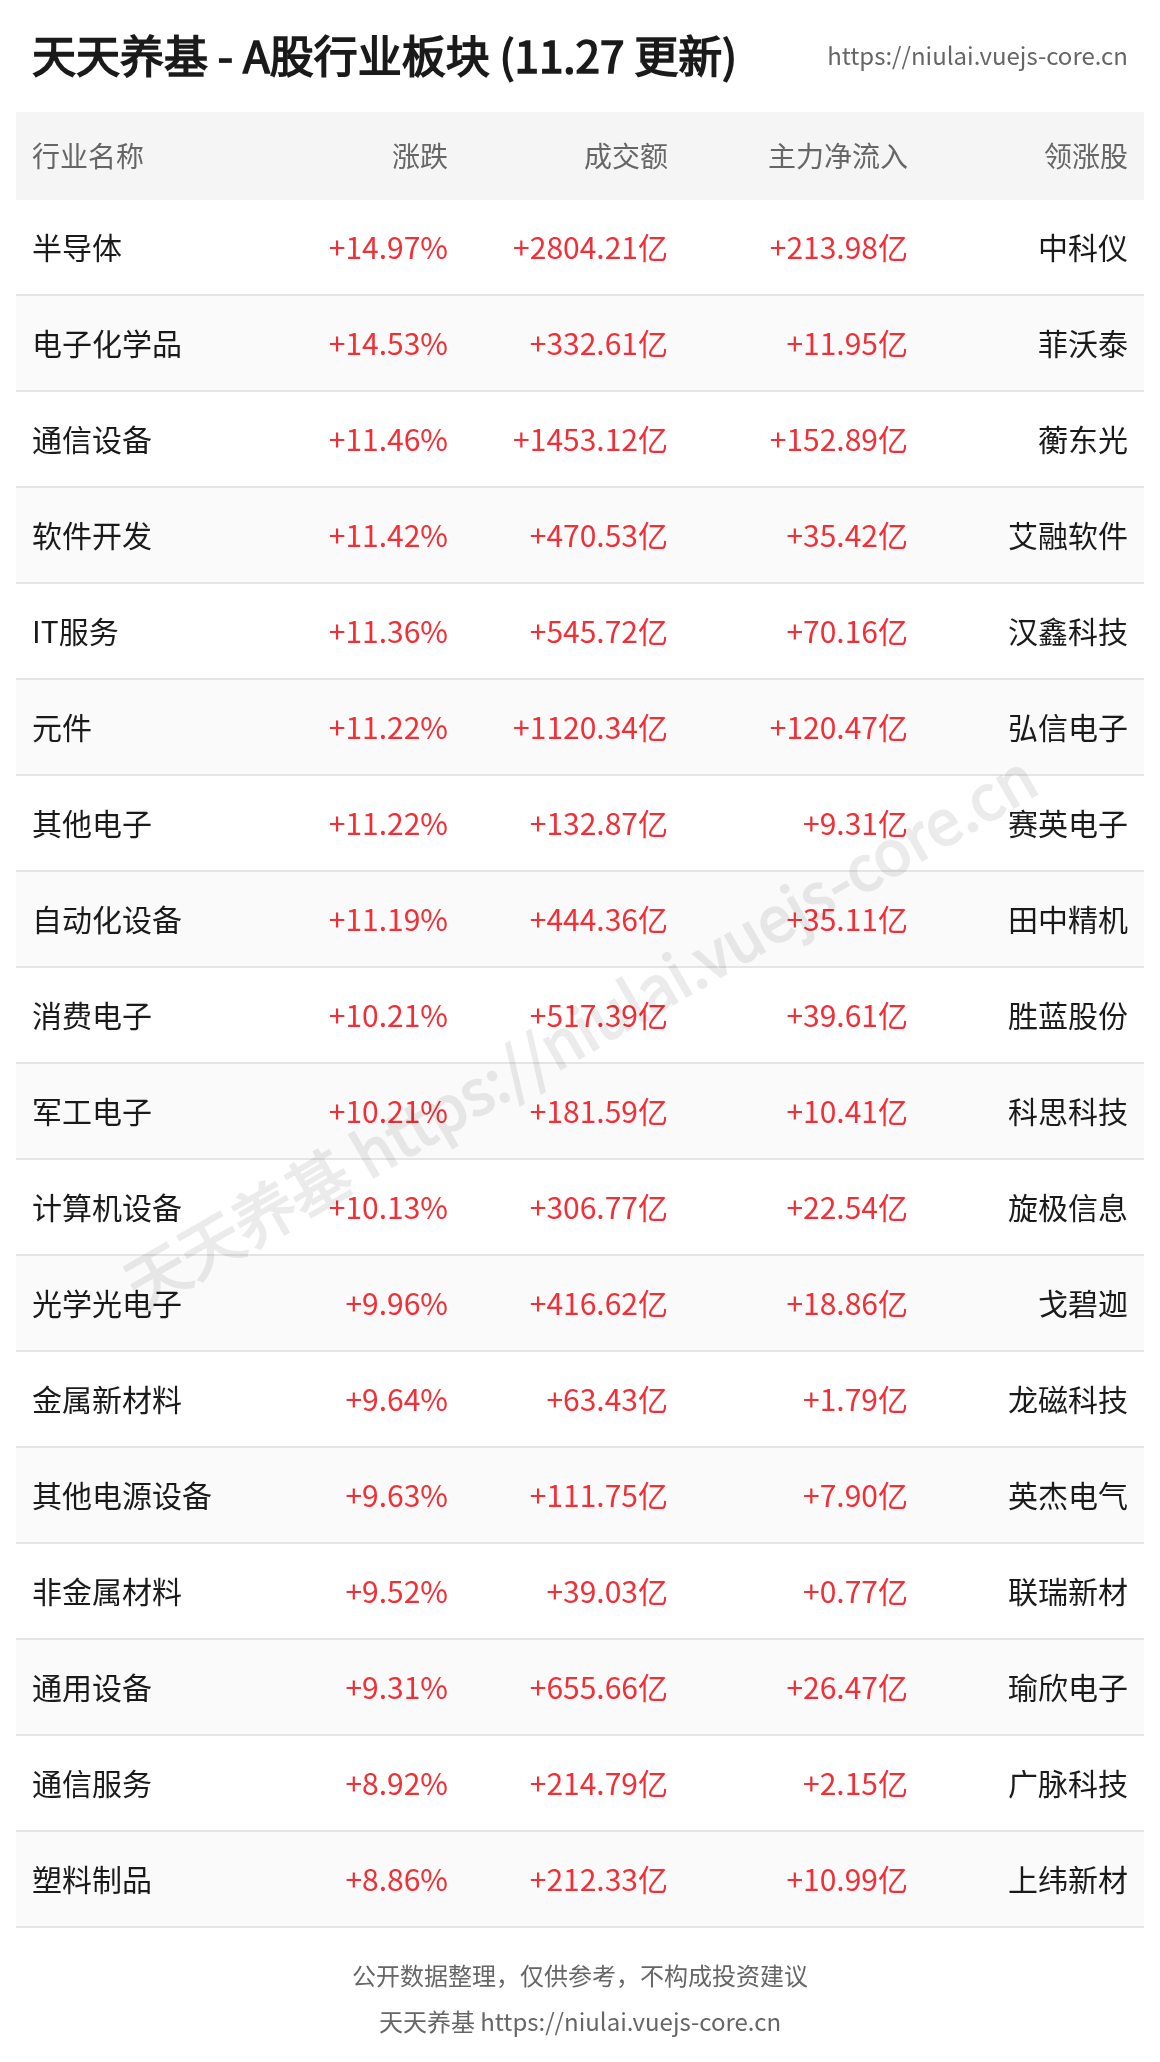 天天养基 - A股行业板块 (11.27 更新) https://niulai.vuejs-core.cn
行业名称 涨跌 成交额 主力净流入 领涨股
半导体 +14.97% +2804.21亿 +213.98亿 中科仪
电子化学品 +14.53% +332.61亿 +11.95亿 菲沃泰
通信设备 +11.46% +1453.12亿 +152.89亿 蘅东光
软件开发 +11.42% +470.53亿 +35.42亿 艾融软件
IT服务 +11.36% +545.72亿 +70.16亿 汉鑫科技
元件 +11.22% +1120.34亿 +120.47亿 弘信电子
其他电子 +11.22% +132.87亿 +9.31亿 赛英电子
自动化设备 +11.19% +444.36亿 +35.11亿 田中精机
消费电子 +10.21% +517.39亿 +39.61亿 胜蓝股份
军工电子 +10.21% +181.59亿 +10.41亿 科思科技
计算机设备 +10.13% +306.77亿 +22.54亿 旋极信息
光学光电子 +9.96% +416.62亿 +18.86亿 戈碧迦
金属新材料 +9.64% +63.43亿 +1.79亿 龙磁科技
其他电源设备 +9.63% +111.75亿 +7.90亿 英杰电气
非金属材料 +9.52% +39.03亿 +0.77亿 联瑞新材
通用设备 +9.31% +655.66亿 +26.47亿 瑜欣电子
通信服务 +8.92% +214.79亿 +2.15亿 广脉科技
塑料制品 +8.86% +212.33亿 +10.99亿 上纬新材
天天养基 https://niulai.vuejs-core.cn
公开数据整理，仅供参考，不构成投资建议
天天养基 https://niulai.vuejs-core.cn